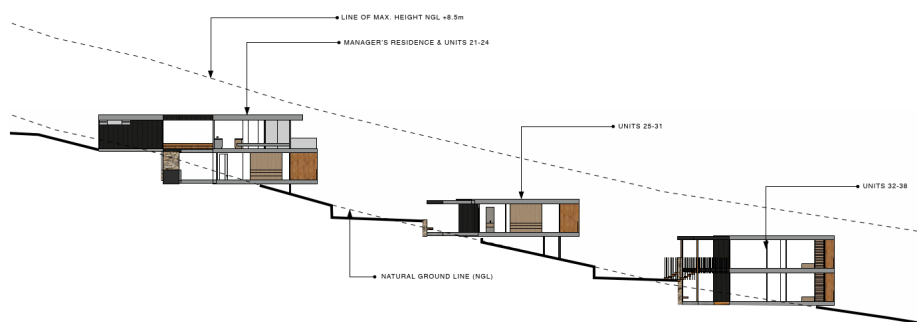 LINE OF MAX. HEIGHT NGL +8.5m
MANAGER'S RESIDENCE & UNITS 21-24
UNITS 25-31
UNITS 32-38
NATURAL GROUND LINE (NGL)